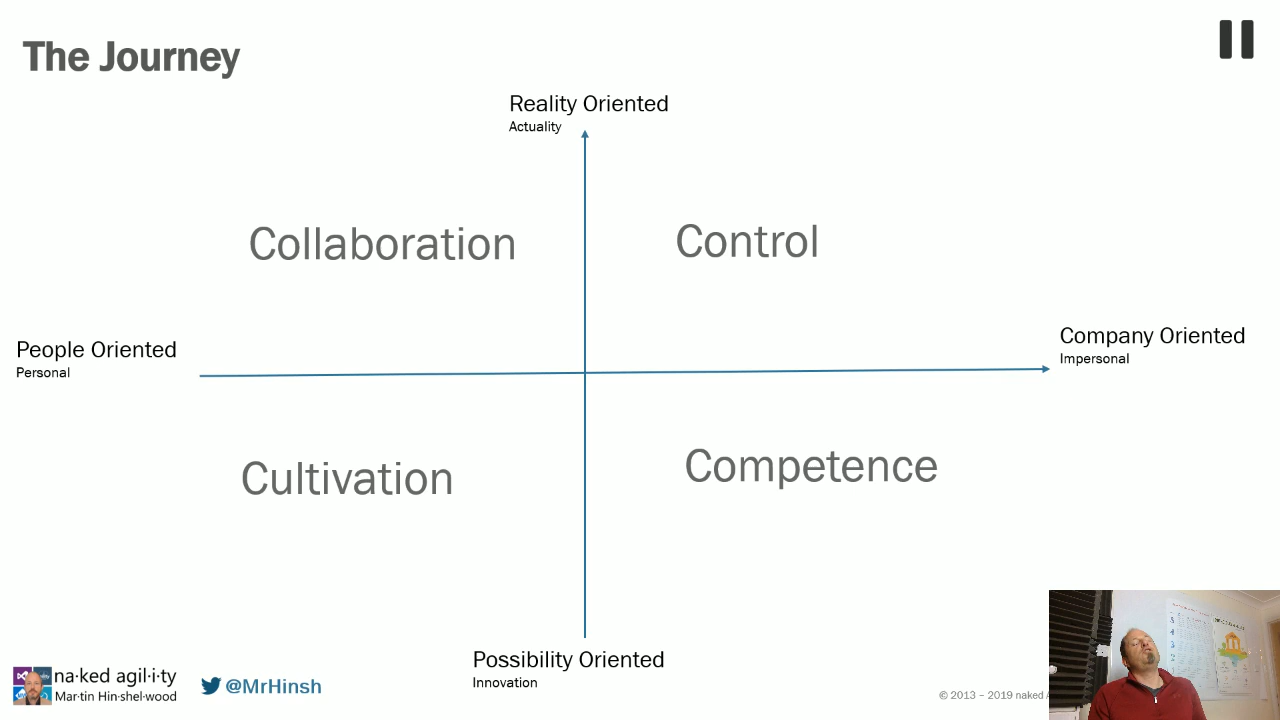 The Journey
Reality Oriented
Actuality
Collaboration
Control
People Oriented
Personal
Company Oriented
Impersonal
Cultivation
Competence
Possibility Oriented
Innovation
na·ked agil·i·ty
Mar·tin Hin·shel·wood
@MrHinsh
© 2013 – 2019 naked